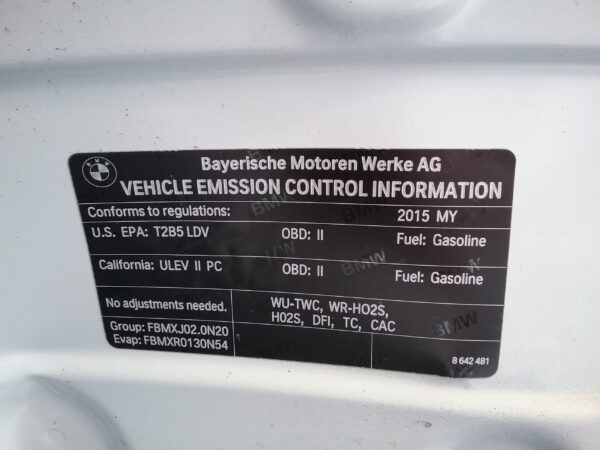 BMW
Bayerische Motoren Werke AG
VEHICLE EMISSION CONTROL INFORMATION
Conforms to regulations: 2015 MY
U.S. EPA: T2B5 LDV OBD: II Fuel: Gasoline
California: ULEV II PC OBD: II Fuel: Gasoline
No adjustments needed. WU-TWC, WR-HO2S,
HO2S, DFI, TC, CAC
Group: FBMXJ02.0N20
Evap: FBMXR0130N54
8 642 481